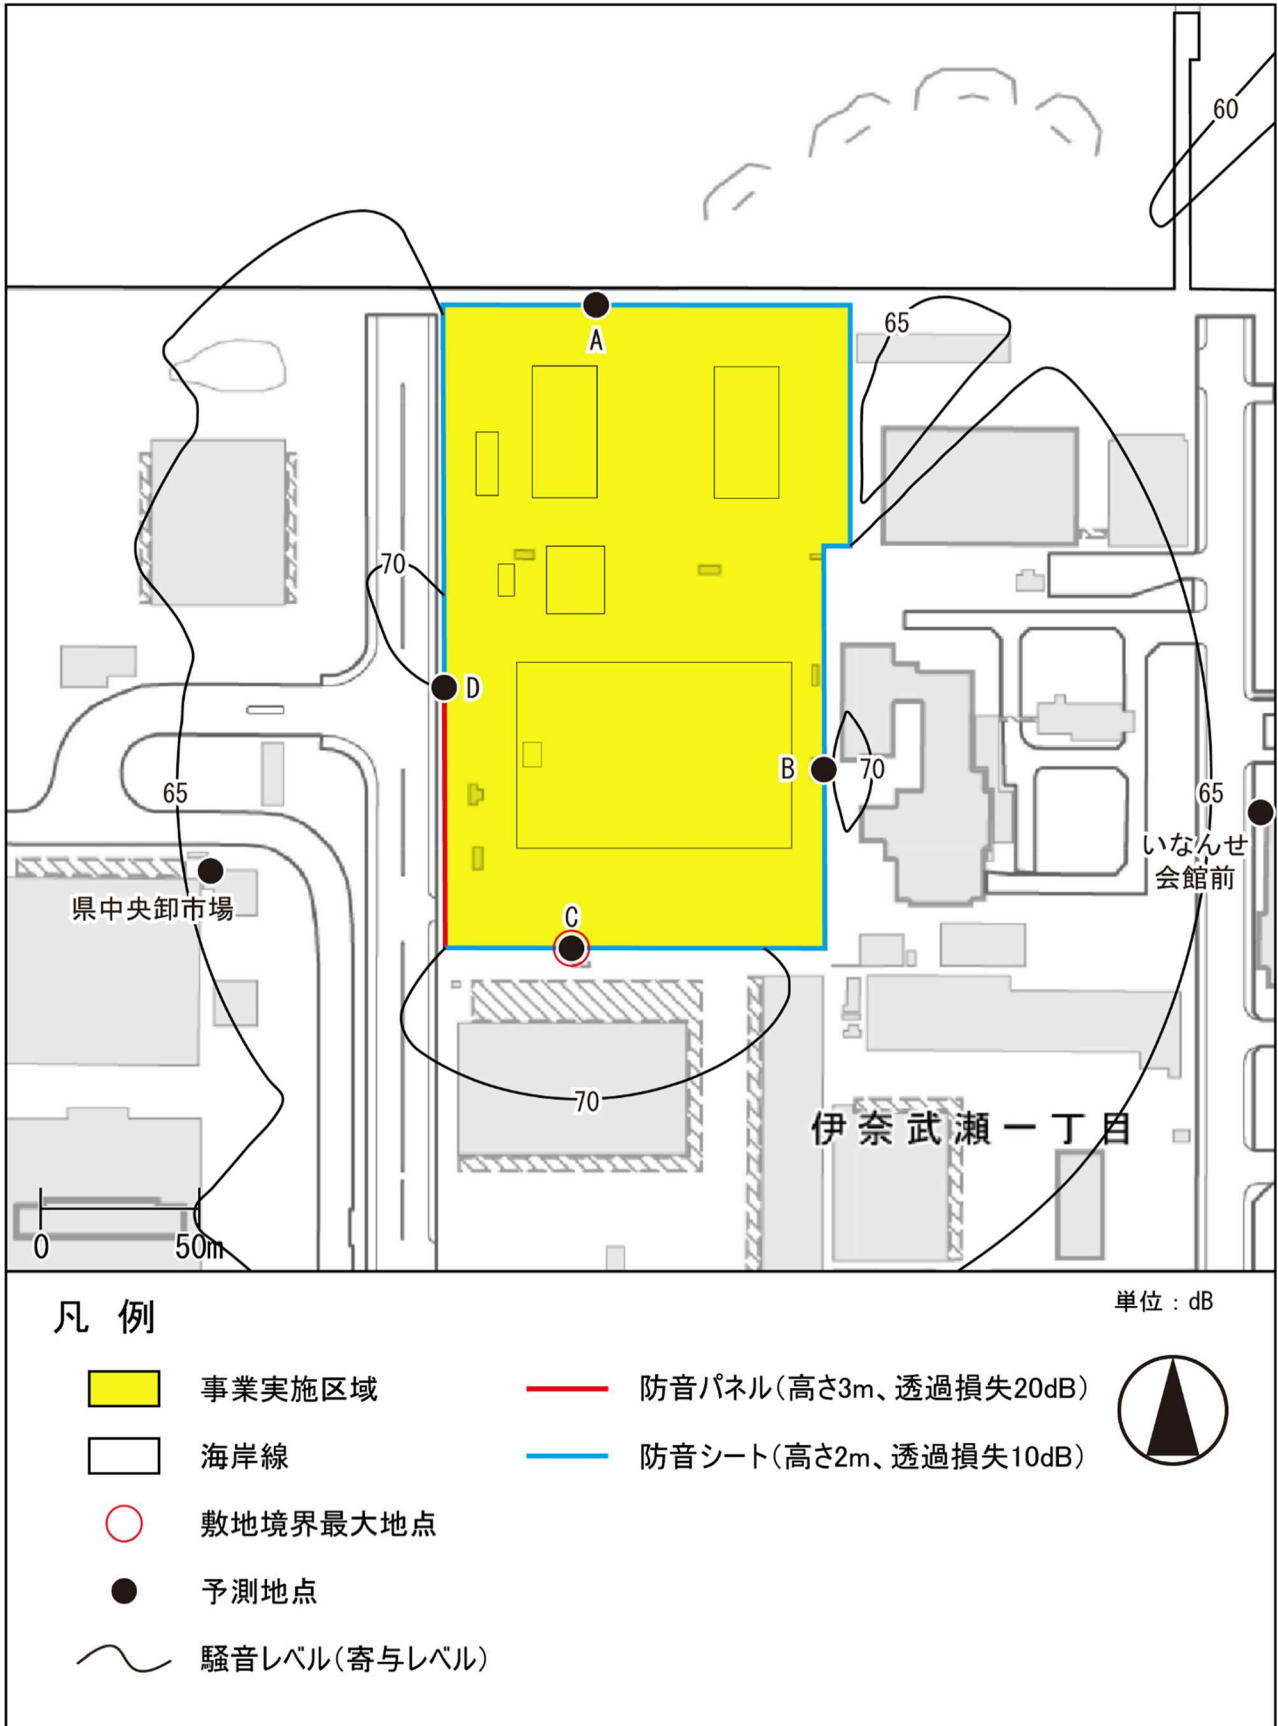 60
65
A
70
D
B
70
65
65
いなんせ
会館前
県中央卸市場
C
70
伊奈武瀬一丁目
0
50m
単位：dB
凡 例
事業実施区域
防音パネル（高さ3m、透過損失20dB）
海岸線
防音シート（高さ2m、透過損失10dB）
敷地境界最大地点
予測地点
騒音レベル（寄与レベル）